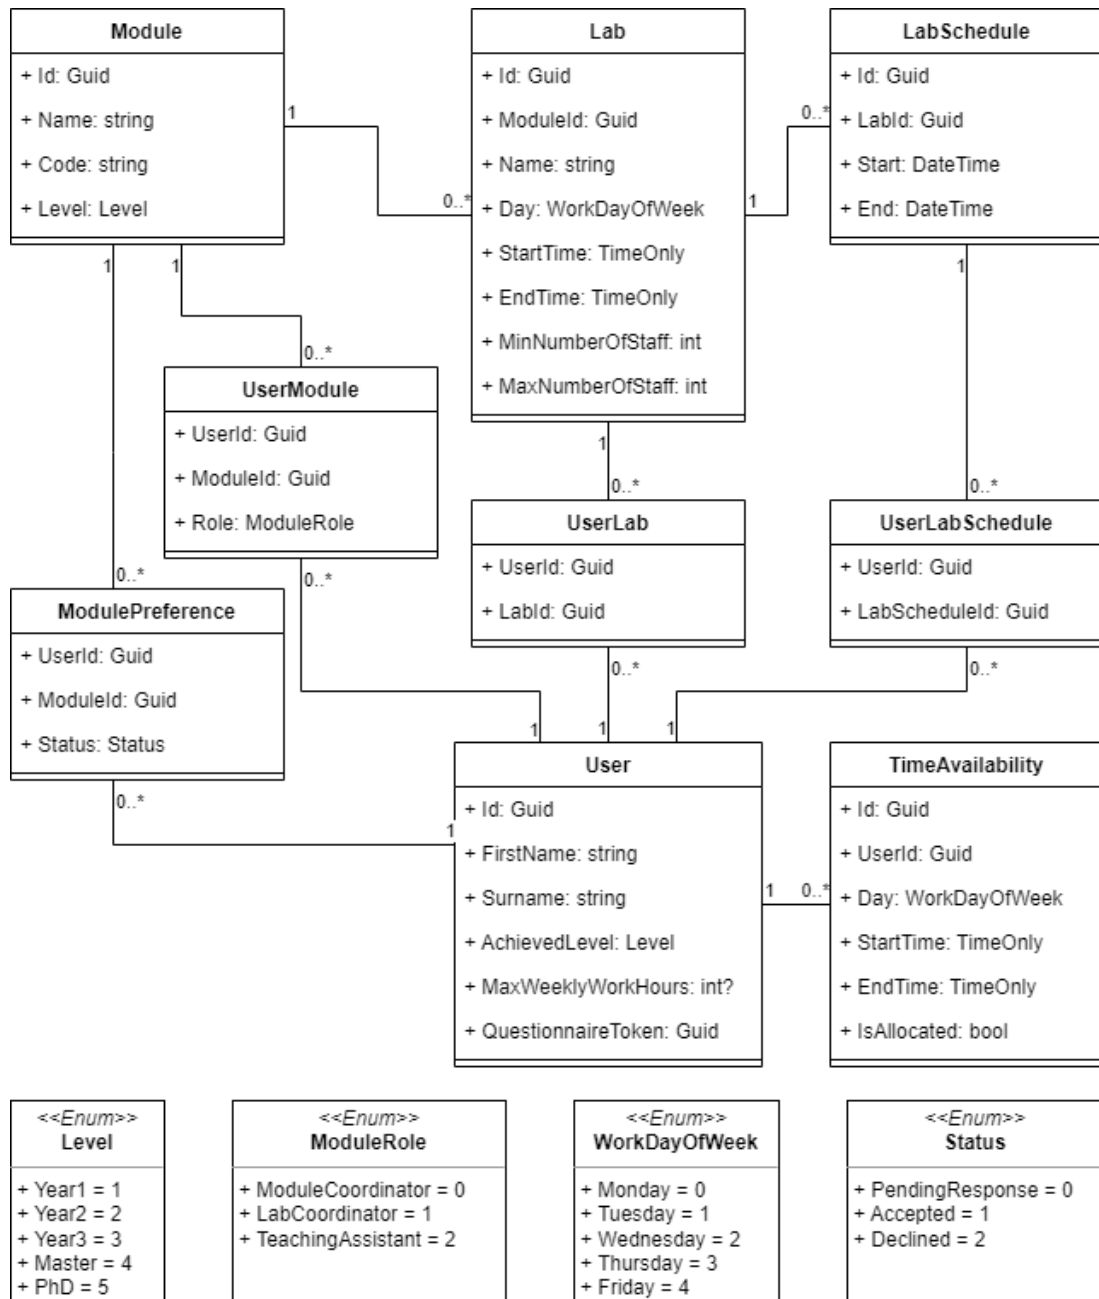 Module
+ Id: Guid
+ Name: string
+ Code: string
+ Level: Level
1
0..*
Lab
+ Id: Guid
+ ModuleId: Guid
+ Name: string
+ Day: WorkDayOfWeek
+ StartTime: TimeOnly
+ EndTime: TimeOnly
+ MinNumberOfStaff: int
+ MaxNumberOfStaff: int
1
0..*
LabSchedule
+ Id: Guid
+ LabId: Guid
+ Start: DateTime
+ End: DateTime
1
1
0..*
UserModule
+ UserId: Guid
+ ModuleId: Guid
+ Role: ModuleRole
0..*
1
0..*
UserLab
+ UserId: Guid
+ LabId: Guid
0..*
1
0..*
UserLabSchedule
+ UserId: Guid
+ LabScheduleId: Guid
0..*
0..*
ModulePreference
+ UserId: Guid
+ ModuleId: Guid
+ Status: Status
0..*
1
1
1
1
User
+ Id: Guid
+ FirstName: string
+ Surname: string
+ AchievedLevel: Level
+ MaxWeeklyWorkHours: int?
+ QuestionnaireToken: Guid
1
0..*
TimeAvailability
+ Id: Guid
+ UserId: Guid
+ Day: WorkDayOfWeek
+ StartTime: TimeOnly
+ EndTime: TimeOnly
+ IsAllocated: bool
<<Enum>>
Level
+ Year1 = 1
+ Year2 = 2
+ Year3 = 3
+ Master = 4
+ PhD = 5
<<Enum>>
ModuleRole
+ ModuleCoordinator = 0
+ LabCoordinator = 1
+ TeachingAssistant = 2
<<Enum>>
WorkDayOfWeek
+ Monday = 0
+ Tuesday = 1
+ Wednesday = 2
+ Thursday = 3
+ Friday = 4
<<Enum>>
Status
+ PendingResponse = 0
+ Accepted = 1
+ Declined = 2